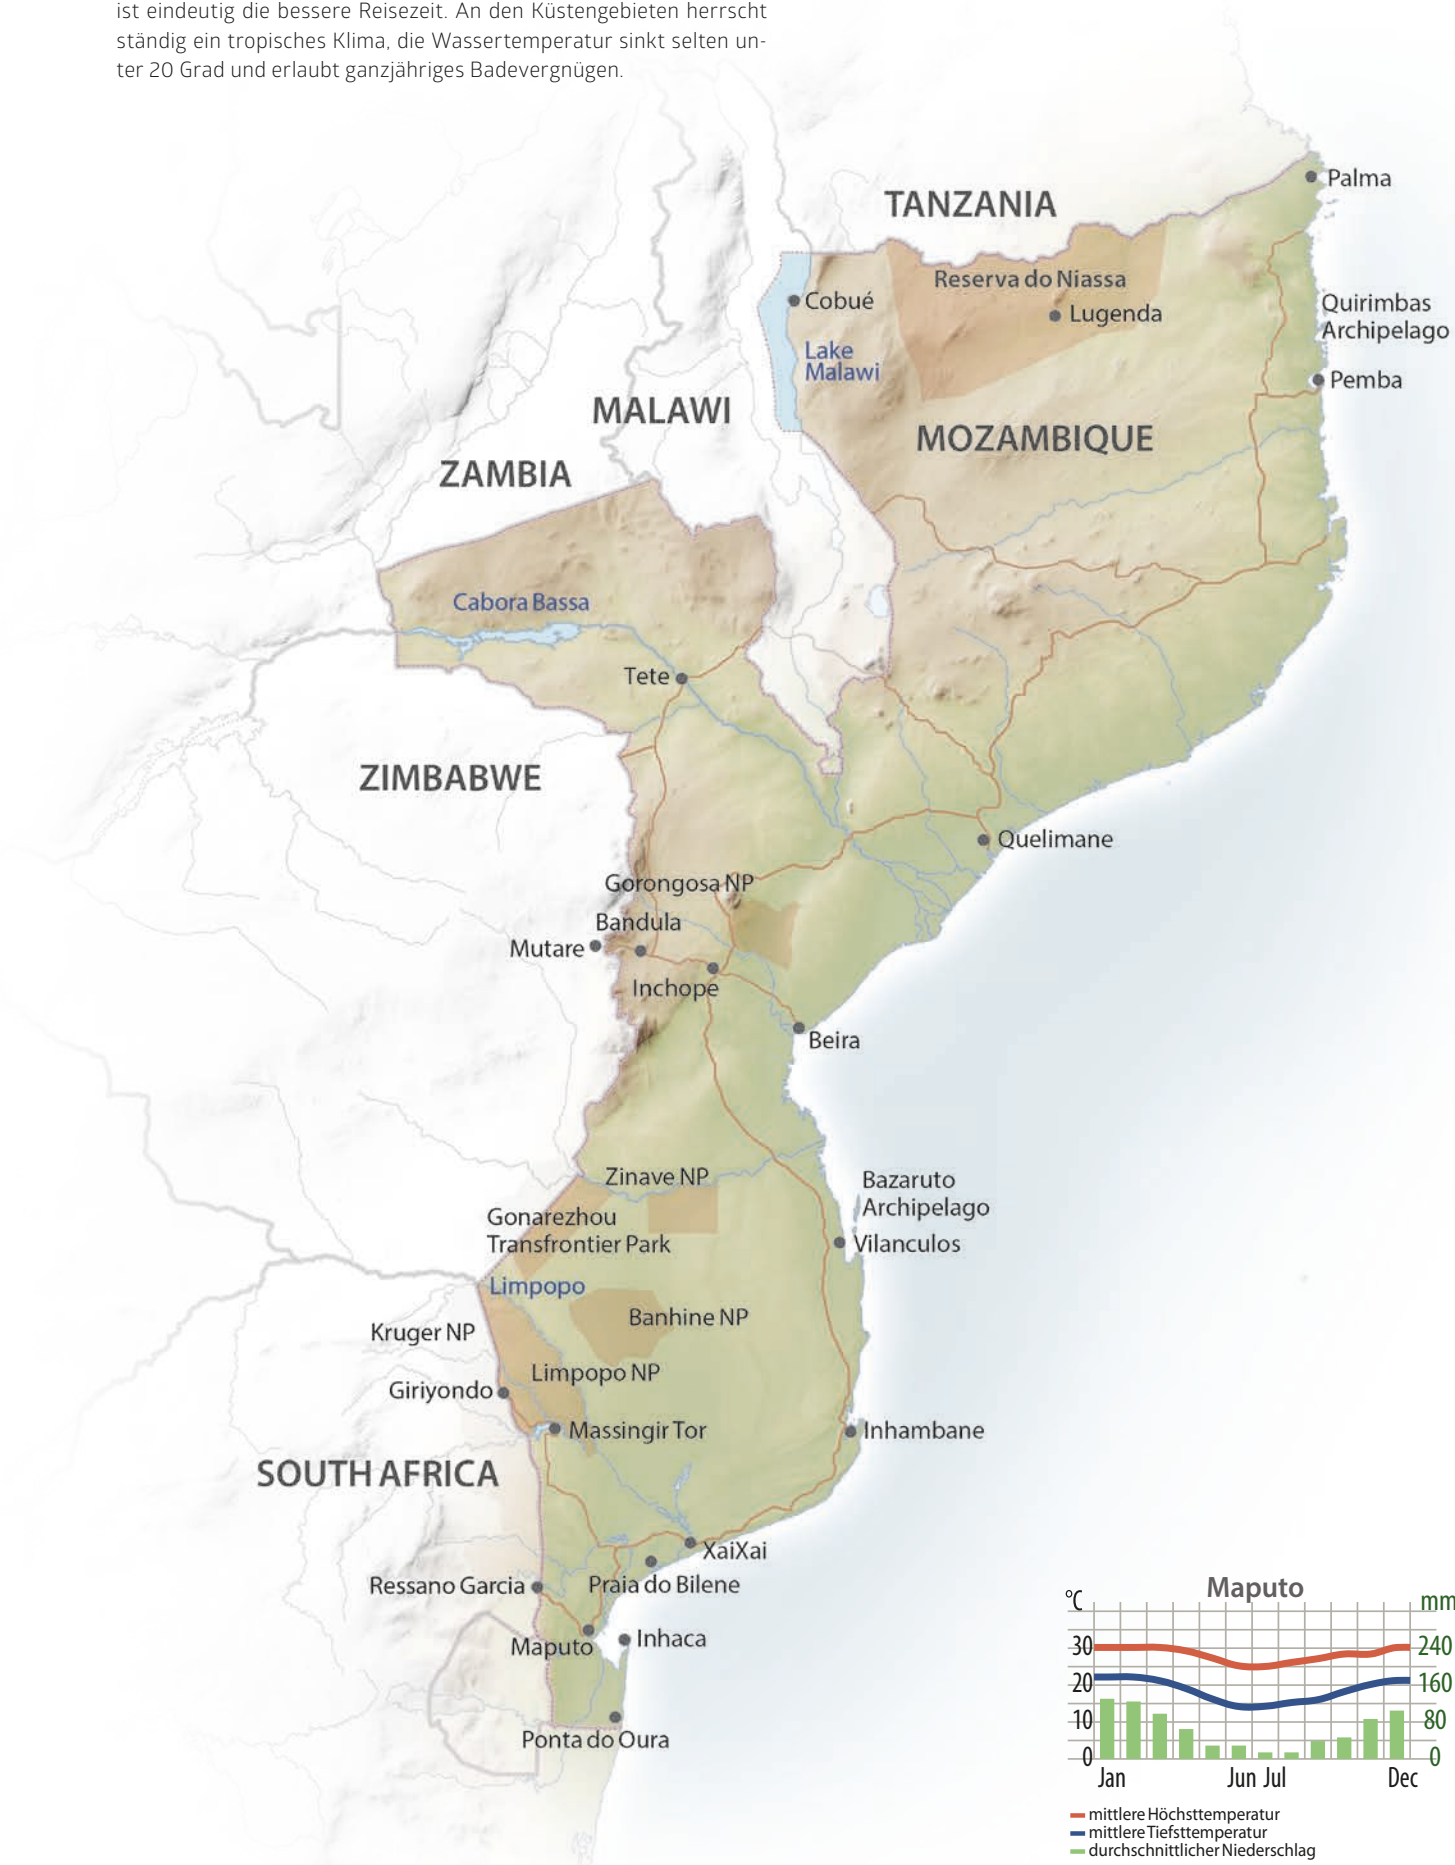 ist eindeutig die bessere Reisezeit. An den Küstengebieten herrscht
ständig ein tropisches Klima, die Wassertemperatur sinkt selten un-
ter 20 Grad und erlaubt ganzjähriges Badevergnügen.
Palma
TANZANIA
Reserva do Niassa
Cobué
Lugenda
Quirimbas
Archipelago
Lake
Malawi
Pemba
MALAWI
MOZAMBIQUE
ZAMBIA
Cabora Bassa
Tete
ZIMBABWE
Quelimane
Gorongosa NP
Bandula
Mutare
Inchope
Beira
Zinave NP
Bazaruto
Archipelago
Gonarezhou
Transfrontier Park
Vilanculos
Limpopo
Banhine NP
Kruger NP
Limpopo NP
Giriyondo
Massingir Tor
Inhambane
SOUTH AFRICA
XaiXai
Ressano Garcia
Praia do Bilene
Maputo
Inhaca
Ponta do Oura
Maputo
°C
mm
30
240
20
160
10
80
0
0
Jan
Jun Jul
Dec
mittlere Höchsttemperatur
mittlere Tiefsttemperatur
durchschnittlicher Niederschlag